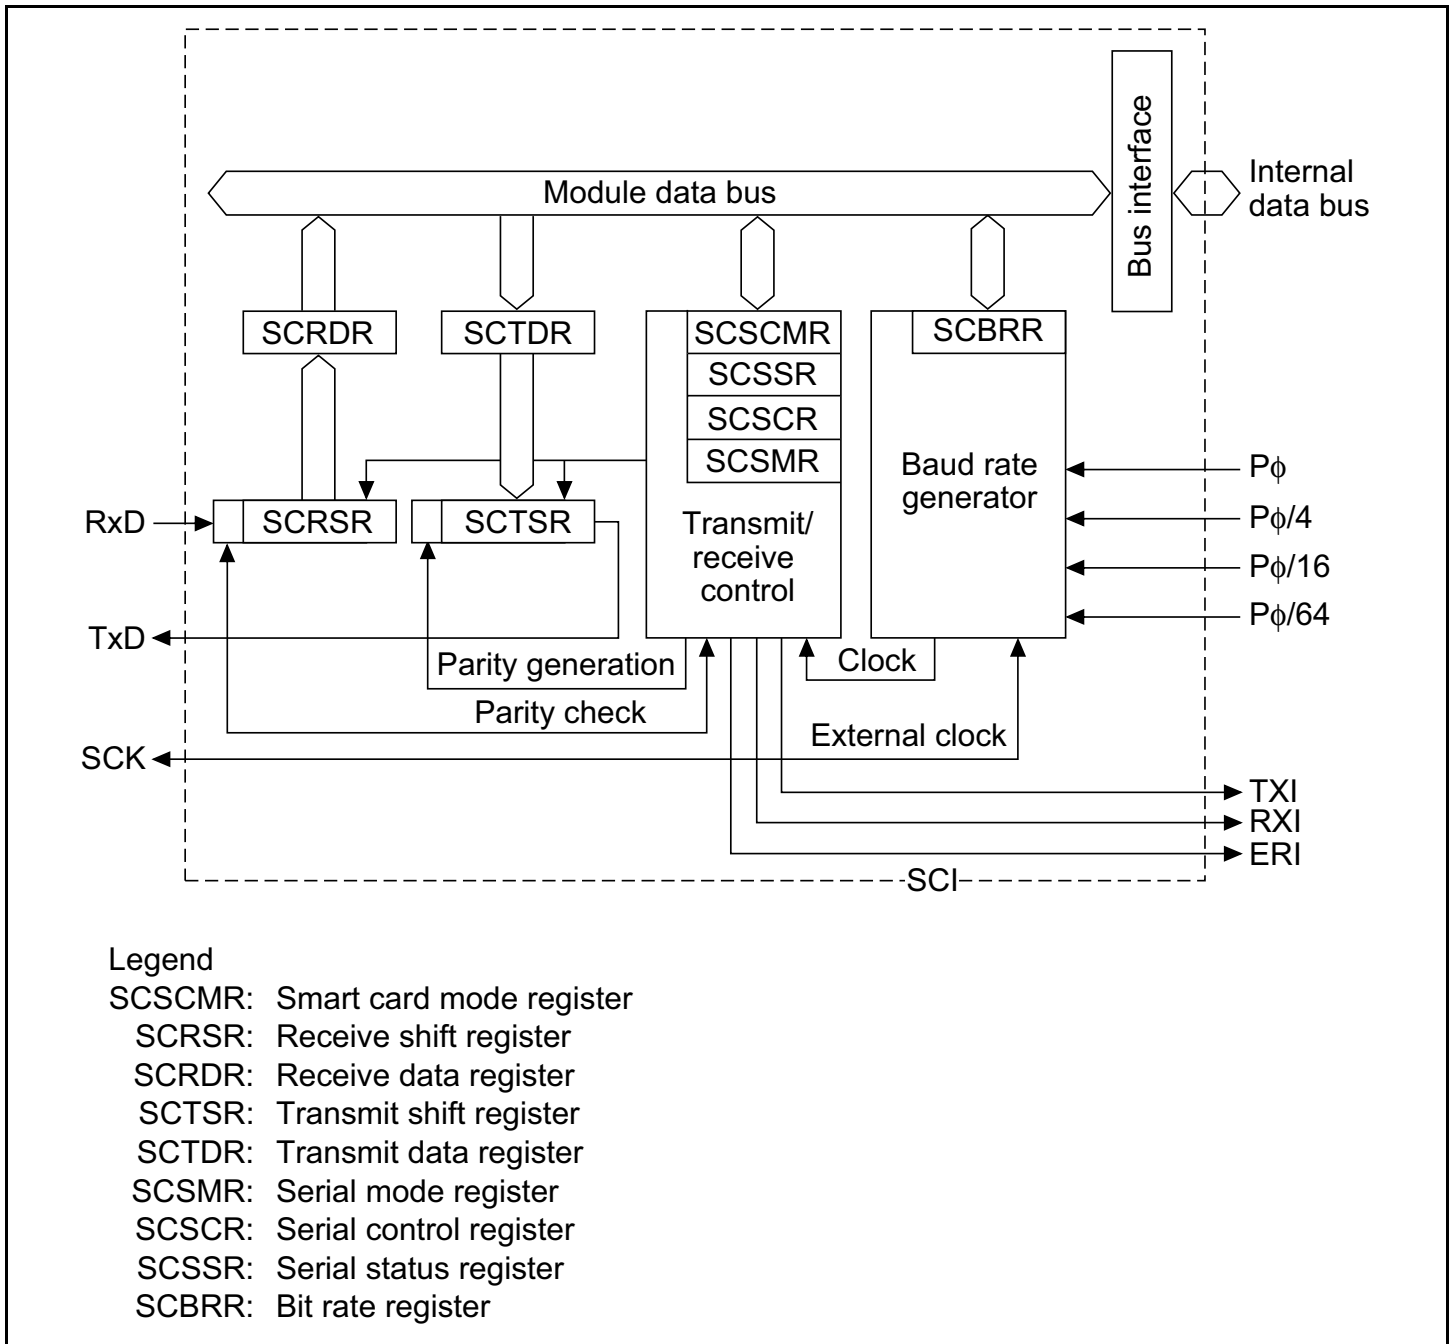 Bus interface
Internal
data bus
Module data bus
SCRDR
SCTDR
SCSCMR
SCBRR
SCSSR
SCSCR
SCSMR
Baud rate
generator
Pϕ
Pϕ/4
Pϕ/16
Pϕ/64
RxD
SCRSR
SCTSR
Transmit/
receive
control
TxD
Parity generation
Clock
Parity check
External clock
SCK
TXI
RXI
ERI
SCI
Legend
SCSCMR: Smart card mode register
SCRSR: Receive shift register
SCRDR: Receive data register
SCTSR: Transmit shift register
SCTDR: Transmit data register
SCSMR: Serial mode register
SCSCR: Serial control register
SCSSR: Serial status register
SCBRR: Bit rate register